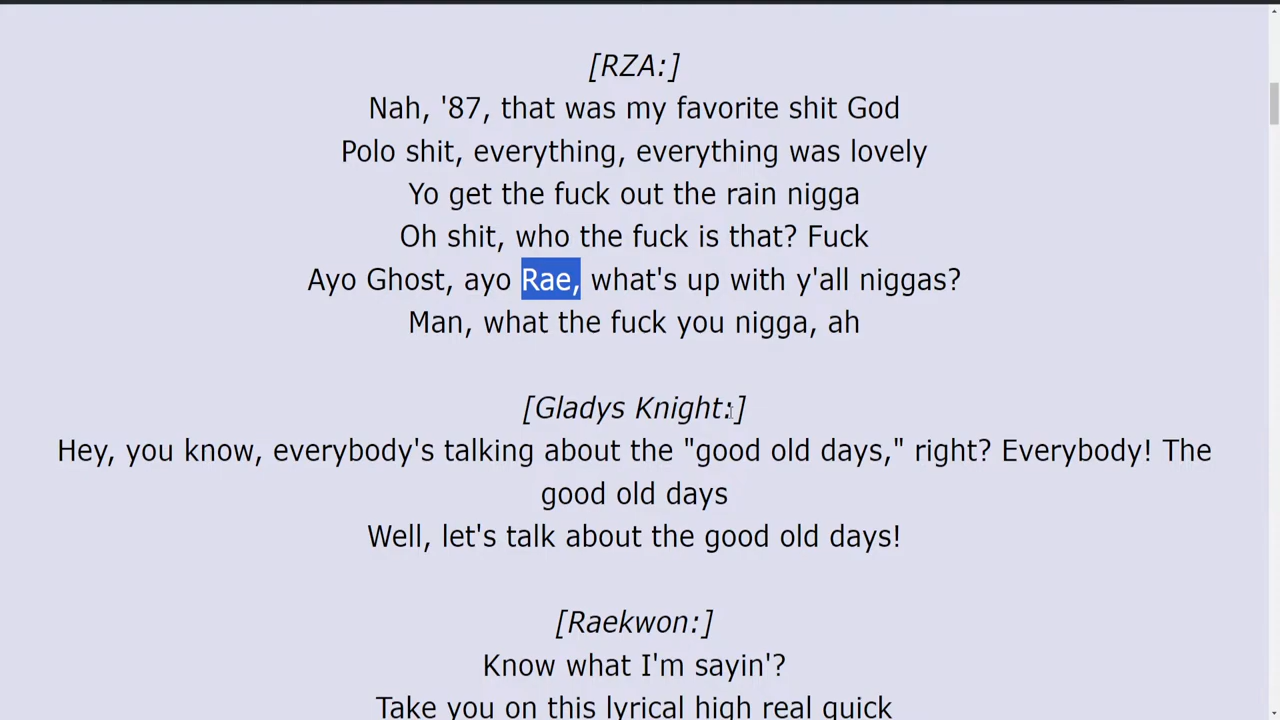 [RZA:]
Nah, '87, that was my favorite shit God
Polo shit, everything, everything was lovely
Yo get the fuck out the rain nigga
Oh shit, who the fuck is that? Fuck
Ayo Ghost, ayo Rae, what's up with y'all niggas?
Man, what the fuck you nigga, ah
[Gladys Knight:]
Hey, you know, everybody's talking about the "good old days," right? Everybody! The
good old days
Well, let's talk about the good old days!
[Raekwon:]
Know what I'm sayin'?
Take you on this lyrical high real quick